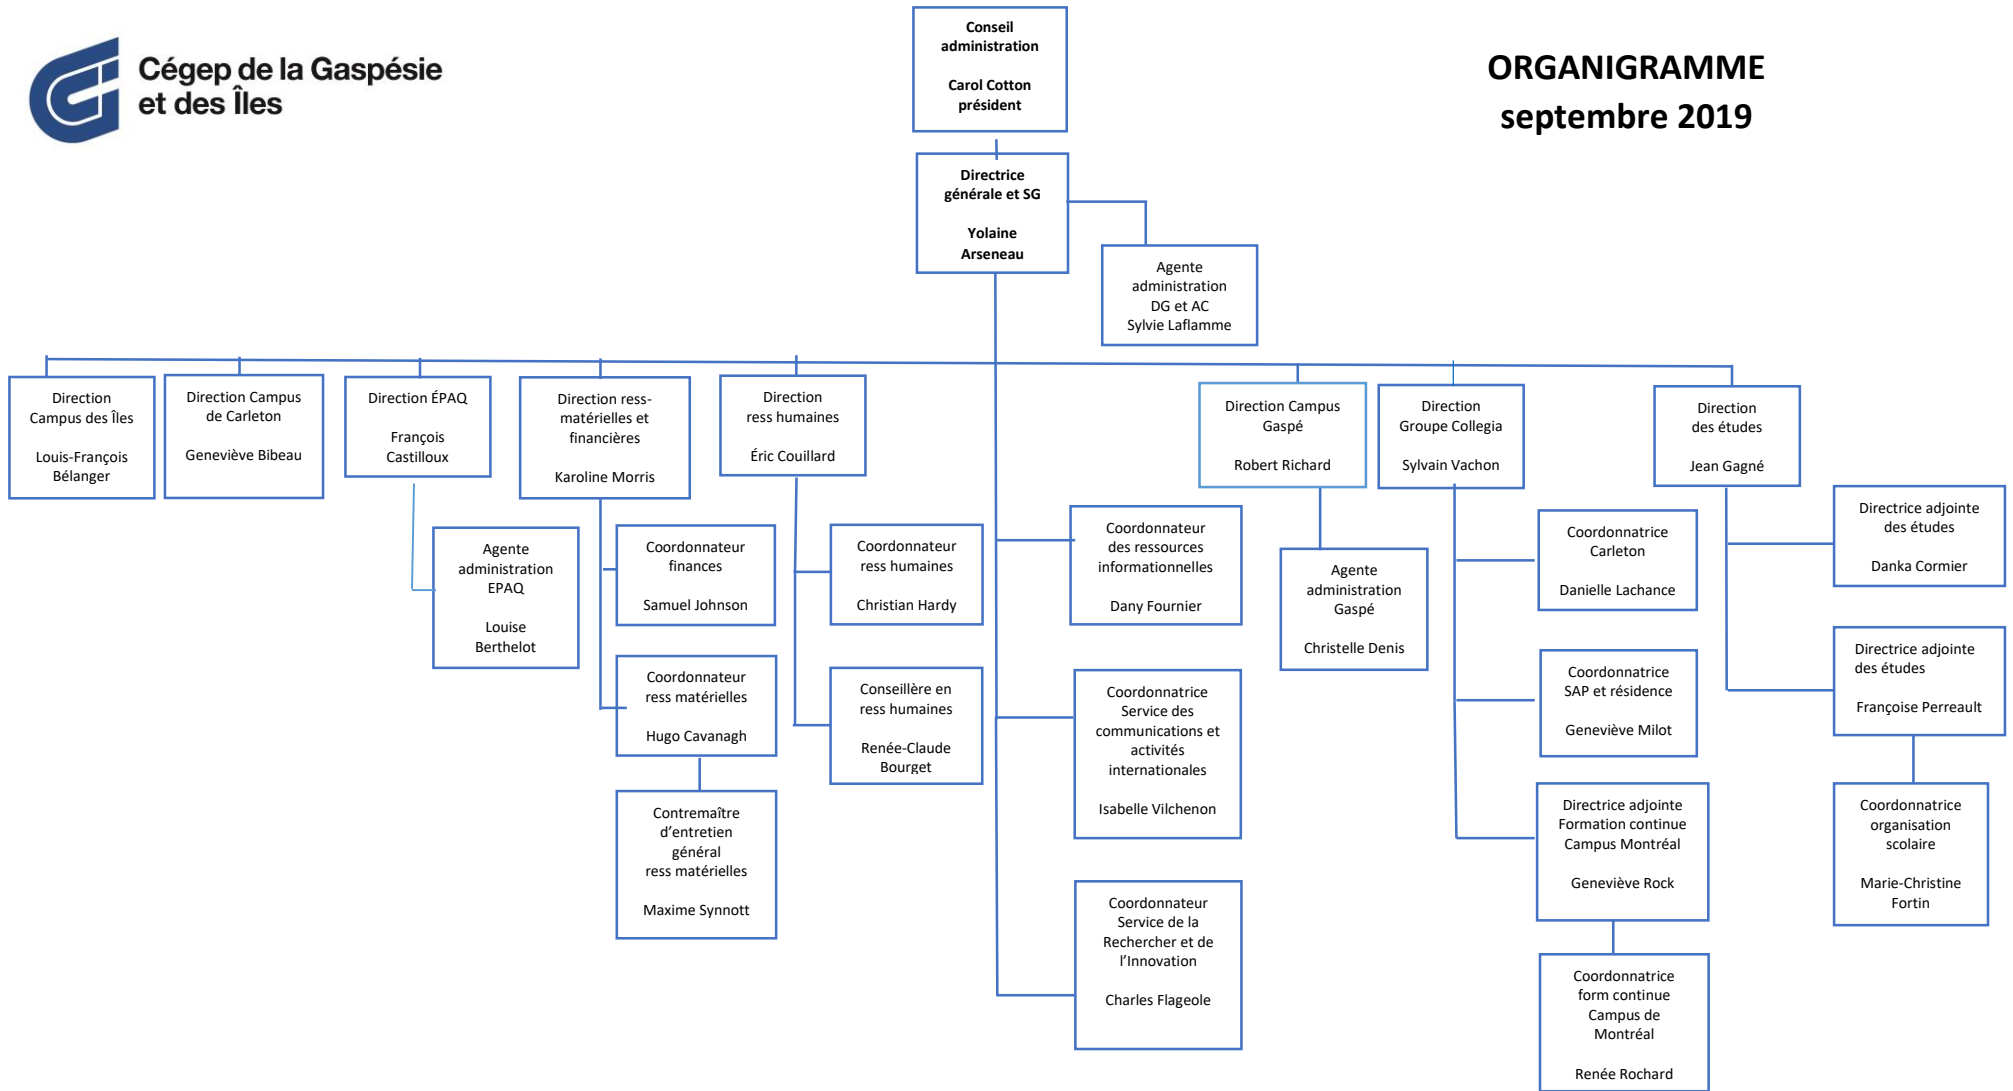 Cégep de la Gaspésie
et des Îles
ORGANIGRAMME
septembre 2019
Conseil
administration
Carol Cotton
président
Directrice
générale et SG
Yolaine
Arseneau
Agente
administration
DG et AC
Sylvie Laflamme
Direction
Campus des Îles
Louis-François
Bélanger
Direction Campus
de Carleton
Geneviève Bibeau
Direction ÉPAQ
François
Castilloux
Direction ress-
matérielles et
financières
Karoline Morris
Direction
ress humaines
Éric Couillard
Direction Campus
Gaspé
Robert Richard
Direction
Groupe Collegia
Sylvain Vachon
Direction
des études
Jean Gagné
Agente
administration
EPAQ
Louise
Berthelot
Coordonnateur
finances
Samuel Johnson
Coordonnateur
ress matérielles
Hugo Cavanagh
Contremaître
d'entretien
général
ress matérielles
Maxime Synnott
Coordonnateur
ress humaines
Christian Hardy
Conseillère en
ress humaines
Renée-Claude
Bourget
Coordonnateur
des ressources
informationnelles
Dany Fournier
Coordonnatrice
Service des
communications et
activités
internationales
Isabelle Vilchenon
Coordonnateur
Service de la
Rechercher et de
l'Innovation
Charles Flageole
Agente
administration
Gaspé
Christelle Denis
Coordonnatrice
Carleton
Danielle Lachance
Coordonnatrice
SAP et résidence
Geneviève Milot
Directrice adjointe
Formation continue
Campus Montréal
Geneviève Rock
Coordonnatrice
form continue
Campus de
Montréal
Renée Rochard
Directrice adjointe
des études
Danka Cormier
Directrice adjointe
des études
Françoise Perreault
Coordonnatrice
organisation
scolaire
Marie-Christine
Fortin